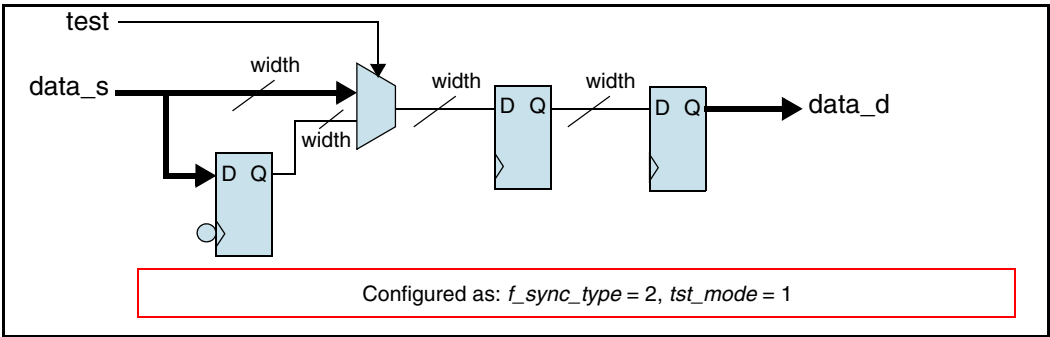 test
data_s
width
width
width
width
data_d
D Q
D Q
D Q
Configured as: f_sync_type = 2, tst_mode = 1